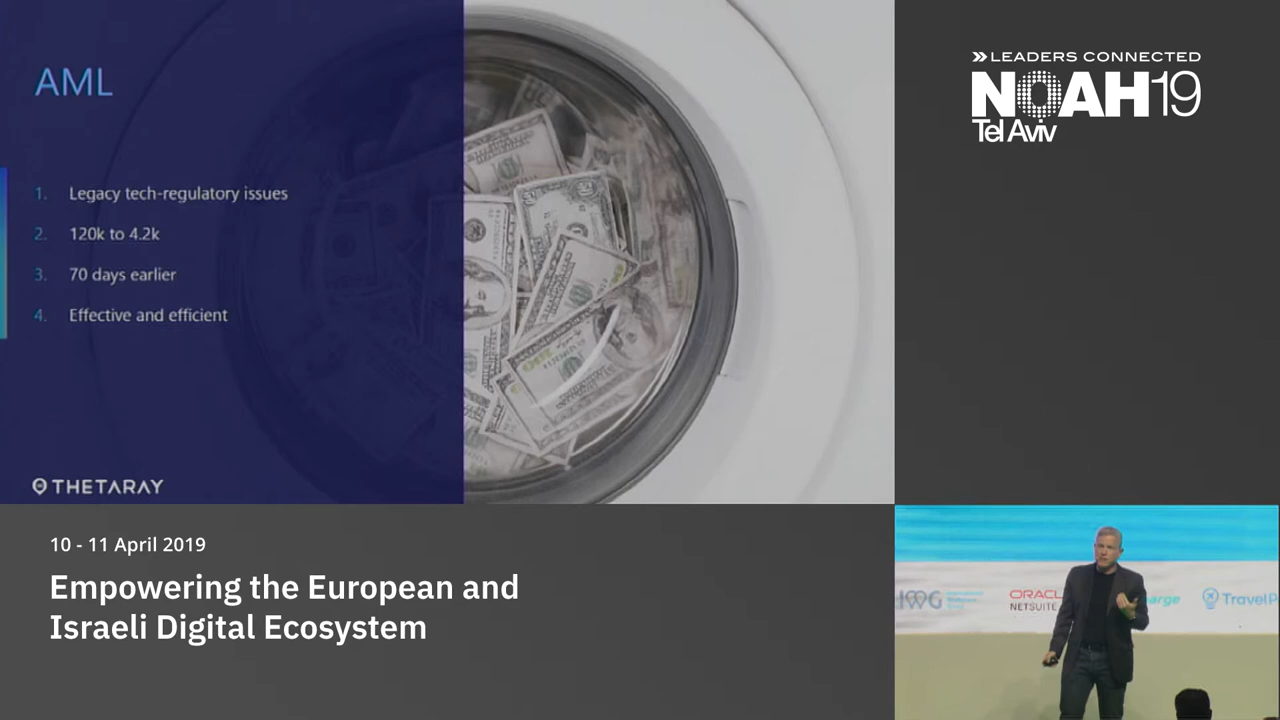 AML
1. Legacy tech-regulatory issues
2. 120k to 4.2k
3. 70 days earlier
4. Effective and efficient
THETARAY
LEADERS CONNECTED
NOAH19
Tel Aviv
10 - 11 April 2019
Empowering the European and
Israeli Digital Ecosystem
IWG
ORACLE
NETSUITE
TravelP